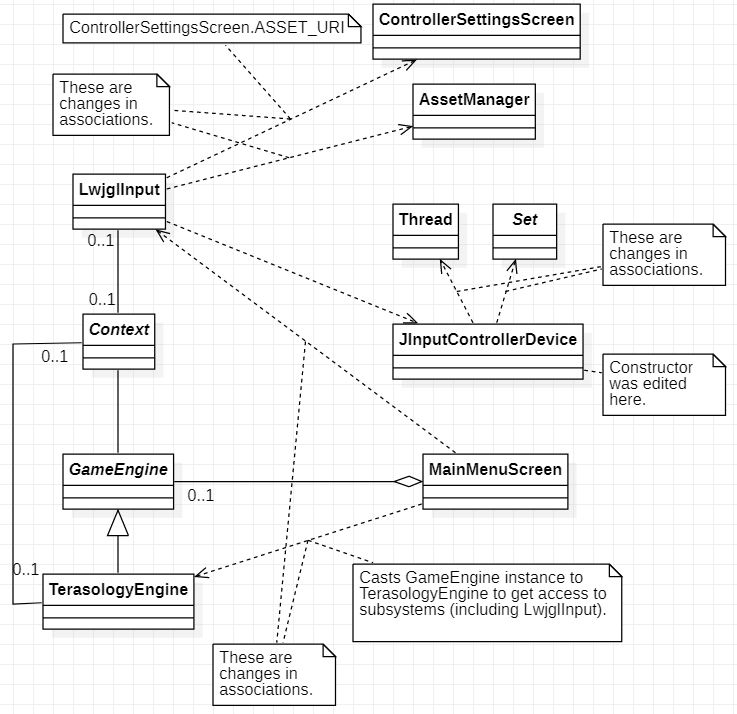 ControllerSettingsScreen.ASSET_URI
ControllerSettingsScreen
These are
changes in
associations.
AssetManager
LwjglInput
0..1
Thread
Set
These are
changes in
associations.
0..1
Context
0..1
JInputControllerDevice
Constructor
was edited
here.
GameEngine
0..1
MainMenuScreen
0..1
TerasologyEngine
Casts GameEngine instance to
TerasologyEngine to get access to
subsystems (including LwjglInput).
These are
changes in
associations.